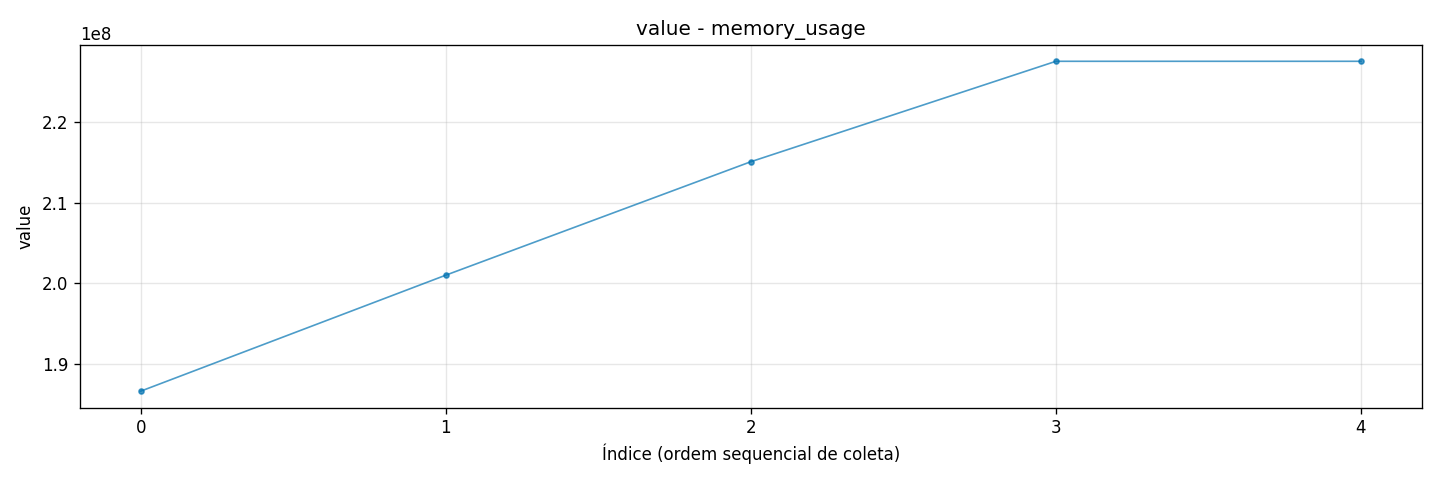 value - memory_usage
1e8
2.2
2.1
2.0
1.9
value
0 1 2 3 4
Índice (ordem sequencial de coleta)